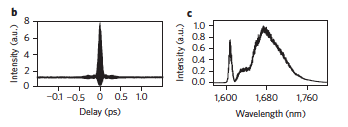 b
Intensity (a.u.)
8
6
4
2
0
−0.1 −0.5 0 0.5 1.0
Delay (ps)
c
Intensity (a.u.)
1.0
0.8
0.6
0.4
0.2
0.0
1,600 1,680 1,760
Wavelength (nm)